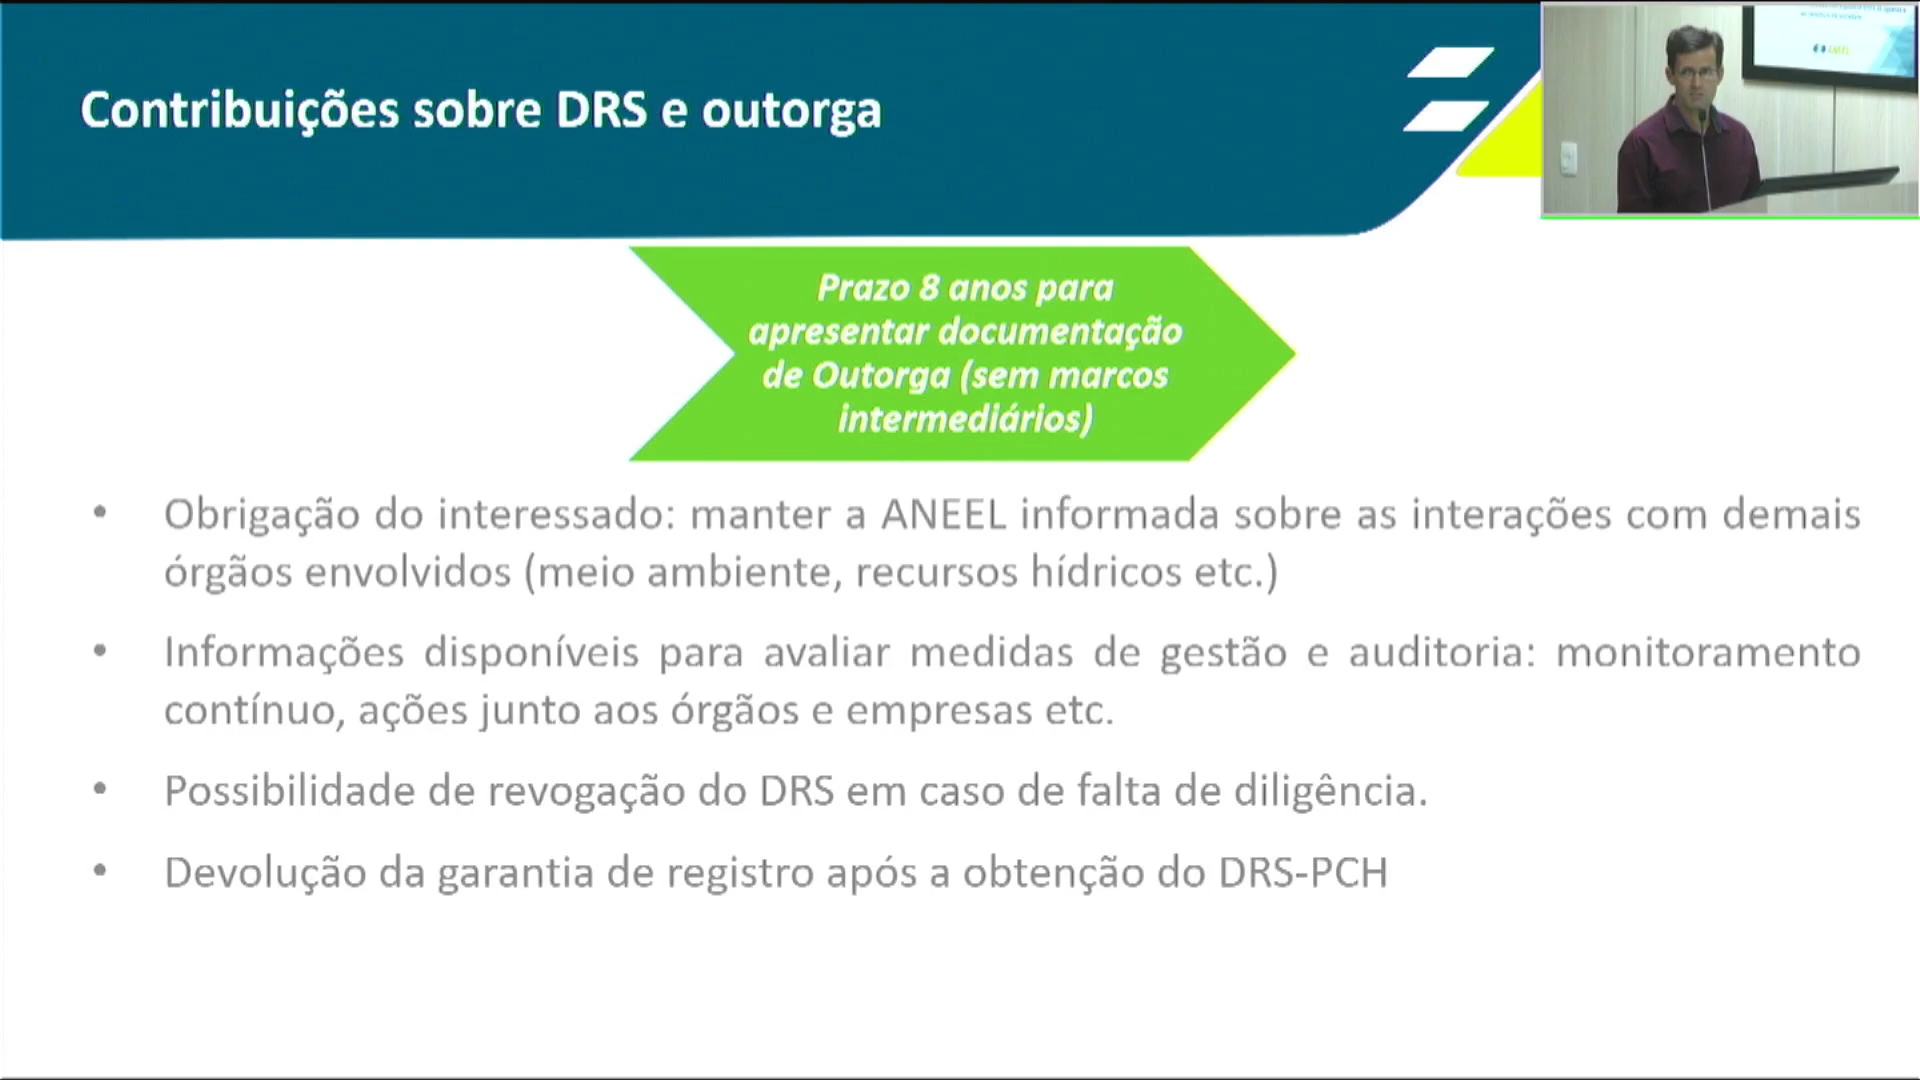 Contribuições sobre DRS e outorga
Prazo 8 anos para
apresentar documentação
de Outorga (sem marcos
intermediários)
• Obrigação do interessado: manter a ANEEL informada sobre as interações com demais
órgãos envolvidos (meio ambiente, recursos hídricos etc.)
• Informações disponíveis para avaliar medidas de gestão e auditoria: monitoramento
contínuo, ações junto aos órgãos e empresas etc.
• Possibilidade de revogação do DRS em caso de falta de diligência.
• Devolução da garantia de registro após a obtenção do DRS-PCH